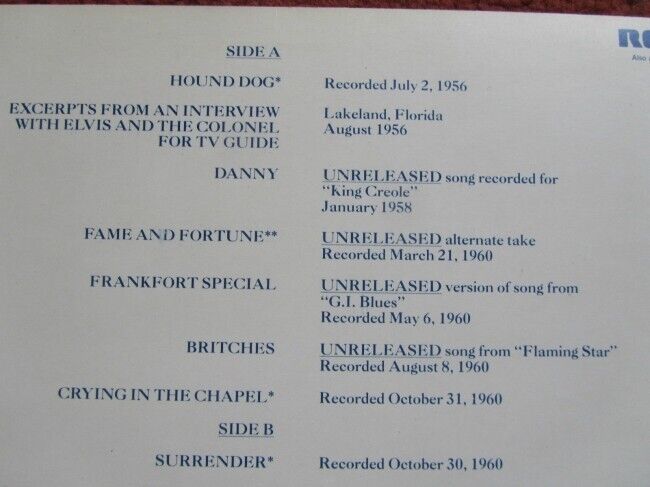 SIDE A
HOUND DOG* Recorded July 2, 1956
EXCERPTS FROM AN INTERVIEW
WITH ELVIS AND THE COLONEL
FOR TV GUIDE
Lakeland, Florida
August 1956
DANNY UNRELEASED song recorded for
"King Creole"
January 1958
FAME AND FORTUNE** UNRELEASED alternate take
Recorded March 21, 1960
FRANKFORT SPECIAL UNRELEASED version of song from
"G.I. Blues"
Recorded May 6, 1960
BRITCHES UNRELEASED song from "Flaming Star"
Recorded August 8, 1960
CRYING IN THE CHAPEL* Recorded October 31, 1960
SIDE B
SURRENDER* Recorded October 30, 1960
Also